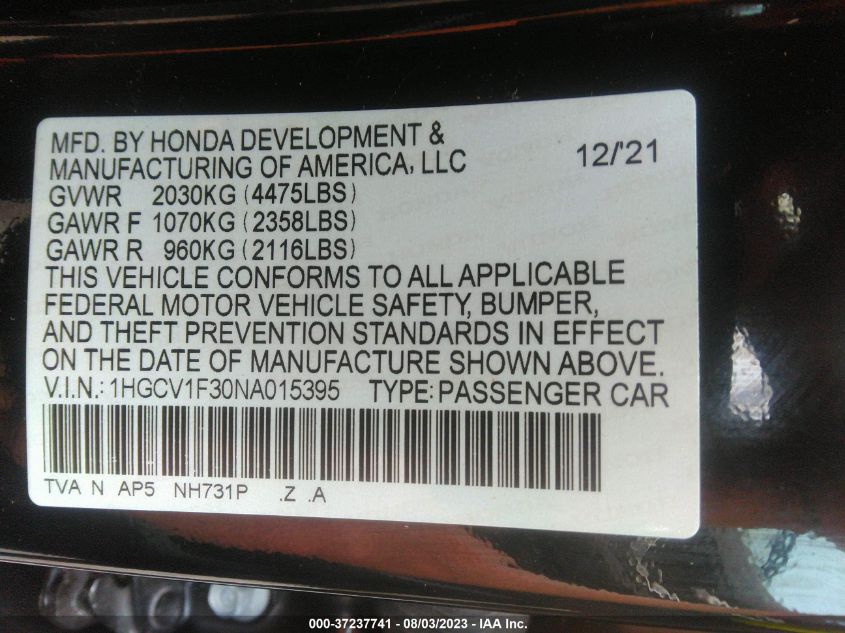 MFD. BY HONDA DEVELOPMENT &
MANUFACTURING OF AMERICA, LLC 12/'21
GVWR 2030KG (4475LBS)
GAWR F 1070KG (2358LBS)
GAWR R 960KG (2116LBS)
THIS VEHICLE CONFORMS TO ALL APPLICABLE
FEDERAL MOTOR VEHICLE SAFETY, BUMPER,
AND THEFT PREVENTION STANDARDS IN EFFECT
ON THE DATE OF MANUFACTURE SHOWN ABOVE.
V.I.N.: 1HGCV1F30NA015395 TYPE: PASSENGER CAR
TVA N AP5 NH731P .Z .A
000-37237741 - 08/03/2023 - IAA Inc.